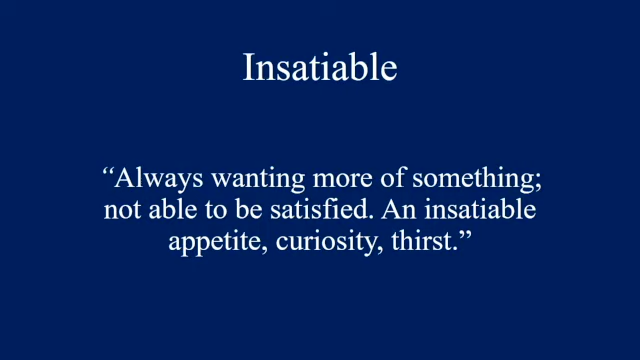 Insatiable
“Always wanting more of something;
not able to be satisfied. An insatiable
appetite, curiosity, thirst.”